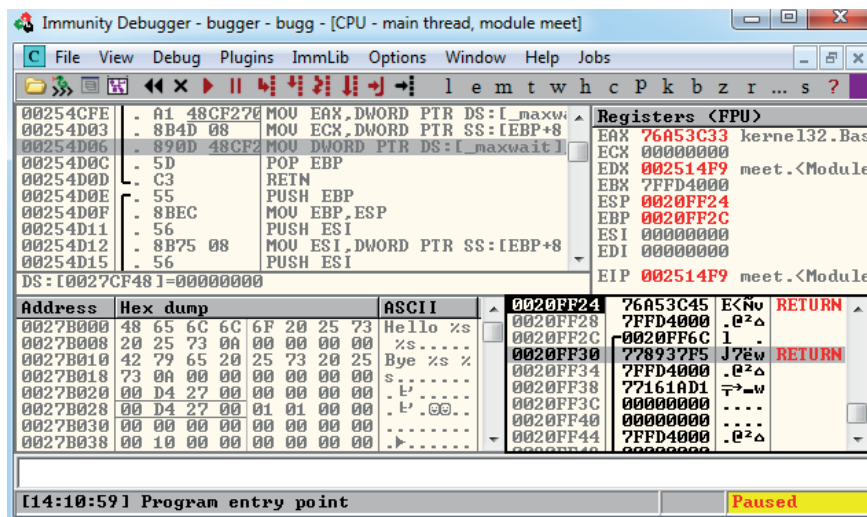 Immunity Debugger - bugger - bugg - [CPU - main thread, module meet]
C File View Debug Plugins ImmLib Options Window Help Jobs
l e m t w h c P k b z r ... s ?
00254CFE . A1 48CF270 MOV EAX,DWORD PTR DS:[_maxwa
00254D03 . 8B4D 08 MOV ECX,DWORD PTR SS:[EBP+8
00254D06 . 890D 48CF2 MOV DWORD PTR DS:[_maxwait]
00254D0C . 5D POP EBP
00254D0D . C3 RETN
00254D0E . 55 PUSH EBP
00254D0F . 8BEC MOV EBP,ESP
00254D11 . 56 PUSH ESI
00254D12 . 8B75 08 MOV ESI,DWORD PTR SS:[EBP+8
00254D15 . 56 PUSH ESI
DS:[0027CF48]=00000000
Registers (FPU)
EAX 76A53C33 kernel32.Bas
ECX 00000000
EDX 002514F9 meet.<Module
EBX 7FFD4000
ESP 0020FF24
EBP 0020FF2C
ESI 00000000
EDI 00000000
EIP 002514F9 meet.<Module
Address Hex dump ASCII
0027B000 48 65 6C 6C 6F 20 25 73 Hello %s
0027B008 20 25 73 0A 00 00 00 00 %s.....
0027B010 42 79 65 20 25 73 20 25 Bye %s %
0027B018 73 0A 00 00 00 00 00 00 s.......
0027B020 00 D4 27 00 00 00 00 00
0027B028 00 D4 27 00 01 01 00 00
0027B030 00 00 00 00 00 00 00 00 ........
0027B038 00 10 00 00 00 00 00 00 .►......
0020FF24 76A53C45 E<Ñv RETURN
0020FF28 7FFD4000 .@²⌂
0020FF2C 0020FF6C l .
0020FF30 778937F5 J7ëw RETURN
0020FF34 7FFD4000 .@²⌂
0020FF38 77161AD1
0020FF3C 00000000 ....
0020FF40 00000000 ....
0020FF44 7FFD4000 .@²⌂
[14:10:59] Program entry point
Paused